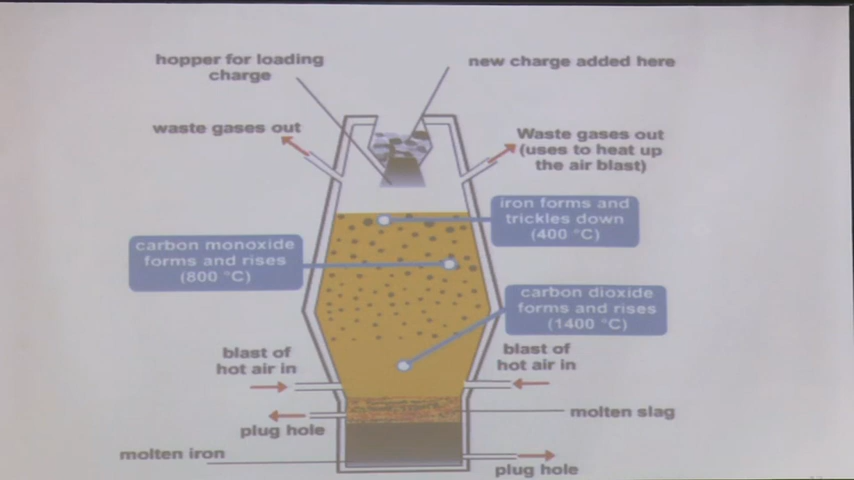 hopper for loading
charge
new charge added here
waste gases out
Waste gases out
(uses to heat up
the air blast)
iron forms and
trickles down
(400 °C)
carbon monoxide
forms and rises
(800 °C)
carbon dioxide
forms and rises
(1400 °C)
blast of
hot air in
blast of
hot air in
molten slag
plug hole
molten iron
plug hole